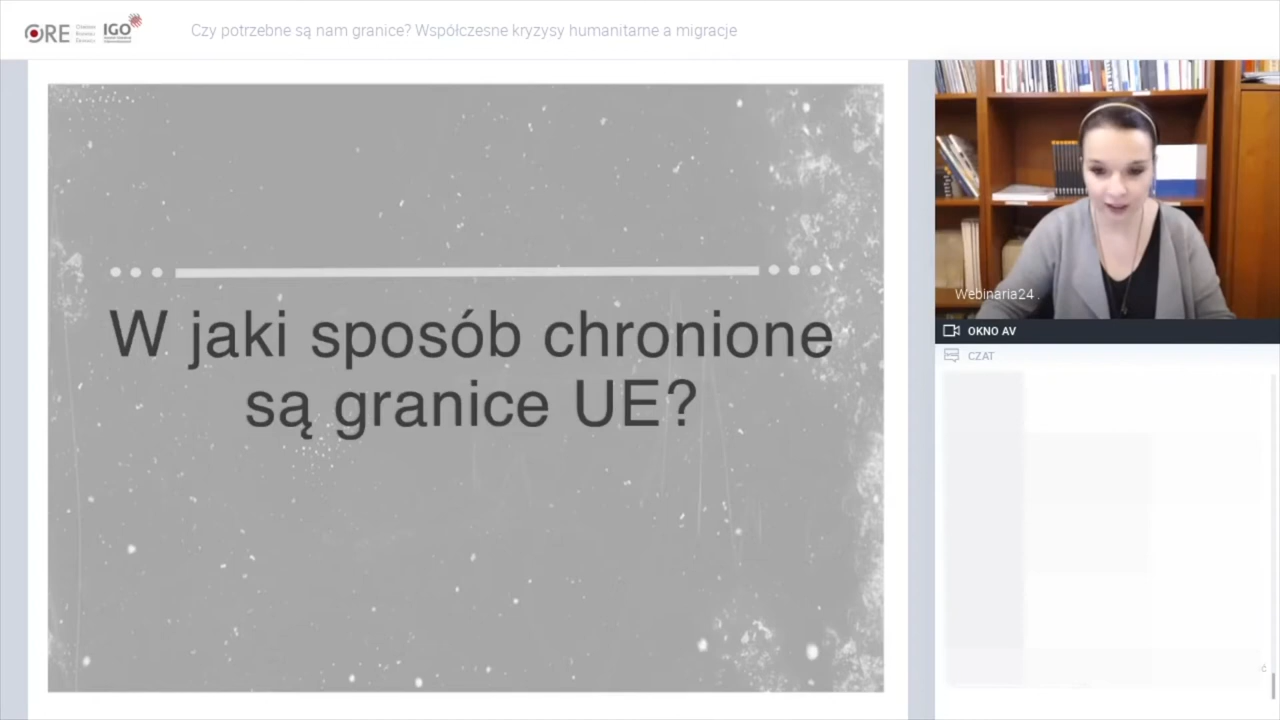 ORE
IGO
Czy potrzebne są nam granice? Współczesne kryzysy humanitarne a migracje
W jaki sposób chronione
są granice UE?
Webinaria24 .
OKNO AV
CZAT